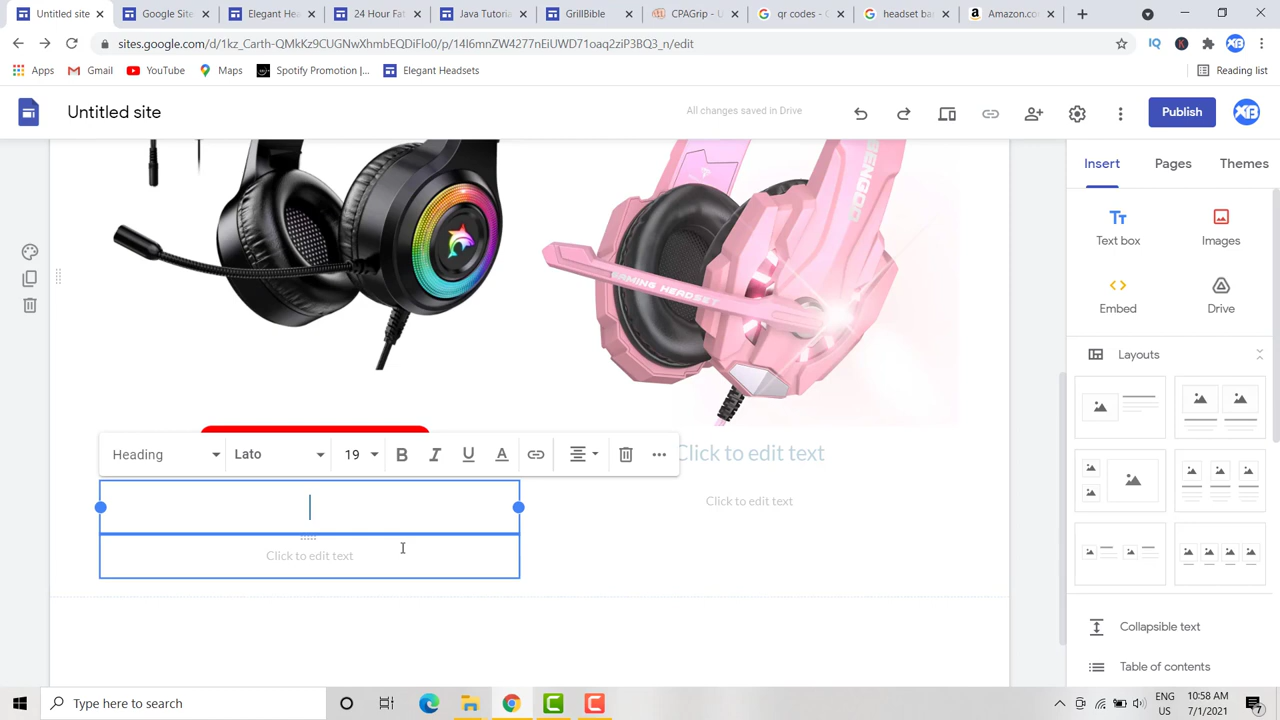 Untitled site
Google Site
Elegant Hea
24 Hour Fat
Java Tutoria
GrillBible
CPAGrip - C
qr codes - G
headset ba
Amazon.co
sites.google.com/d/1kz_Carth-QMkKz9CUGNwXhmbEQDiFlo0/p/14I6mnZW4277nEiUWD71oaq2ziP3BQ3_n/edit
Apps
Gmail
YouTube
Maps
Spotify Promotion |...
Elegant Headsets
Reading list
Untitled site
All changes saved in Drive
Publish
Insert
Pages
Themes
Text box
Images
Embed
Drive
Layouts
GAMING HEADSET
Heading
Lato
19
Click to edit text
Click to edit text
Click to edit text
Collapsible text
Table of contents
Type here to search
ENG
US
10:58 AM
7/1/2021
7